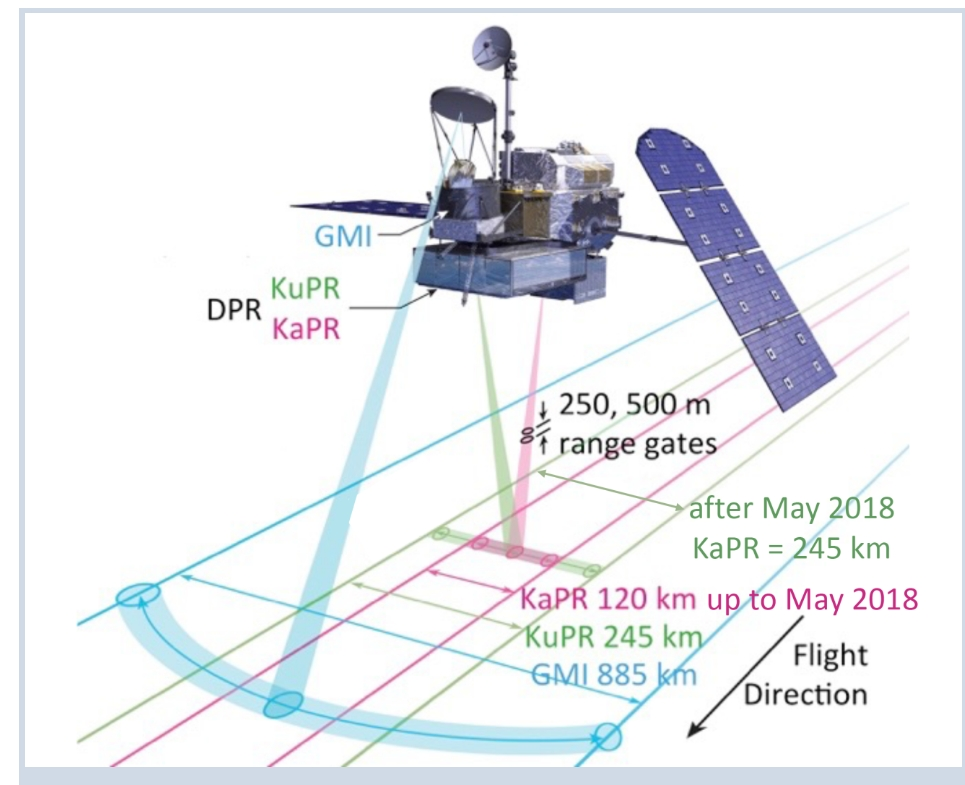 GMI
DPR
KuPR
KaPR
250, 500 m
range gates
after May 2018
KaPR = 245 km
KaPR 120 km up to May 2018
KuPR 245 km
GMI 885 km
Flight
Direction